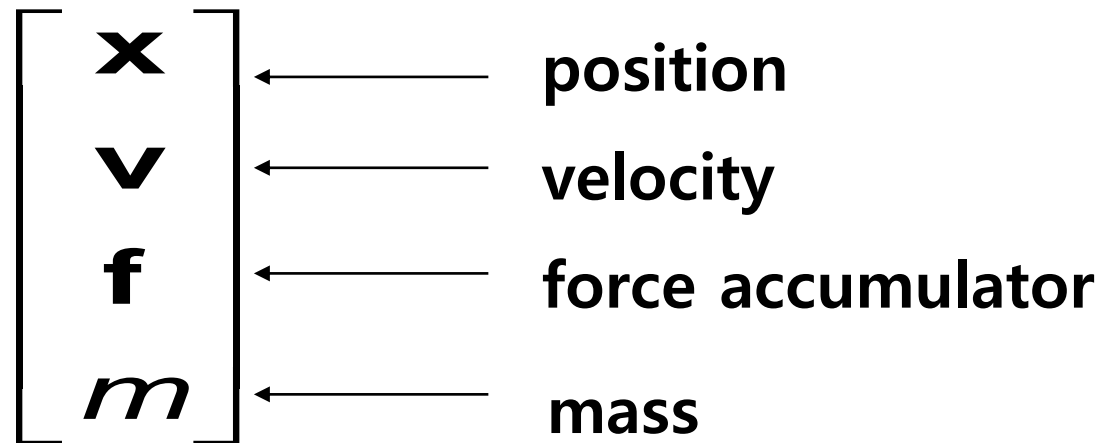 x position
v velocity
f force accumulator
m mass